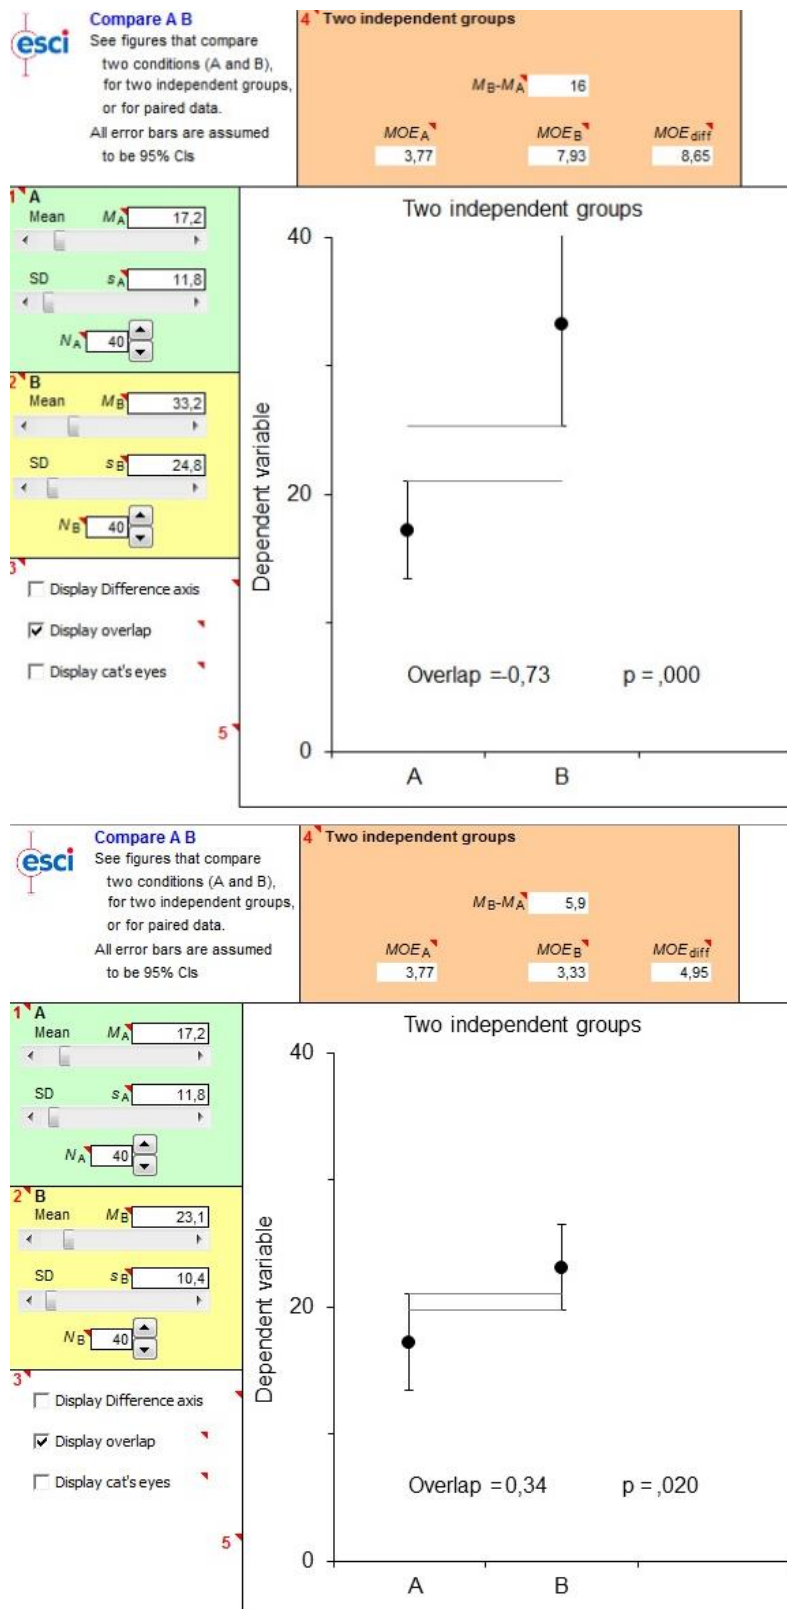 esci
Compare A B
See figures that compare
two conditions (A and B),
for two independent groups,
or for paired data.
All error bars are assumed
to be 95% CIs
4 Two independent groups
MB-MA 16
MOEA MOEB MOEdiff
3,77 7,93 8,65
1 A
Mean MA 17,2
SD sA 11,8
NA 40
2 B
Mean MB 33,2
SD sB 24,8
NB 40
3
Display Difference axis
Display overlap
Display cat's eyes
5
Two independent groups
40
20
0
Dependent variable
Overlap =-0,73 p = ,000
A B
esci
Compare A B
See figures that compare
two conditions (A and B),
for two independent groups,
or for paired data.
All error bars are assumed
to be 95% CIs
4 Two independent groups
MB-MA 5,9
MOEA MOEB MOEdiff
3,77 3,33 4,95
1 A
Mean MA 17,2
SD sA 11,8
NA 40
2 B
Mean MB 23,1
SD sB 10,4
NB 40
3
Display Difference axis
Display overlap
Display cat's eyes
5
Two independent groups
40
20
0
Dependent variable
Overlap =0,34 p = ,020
A B